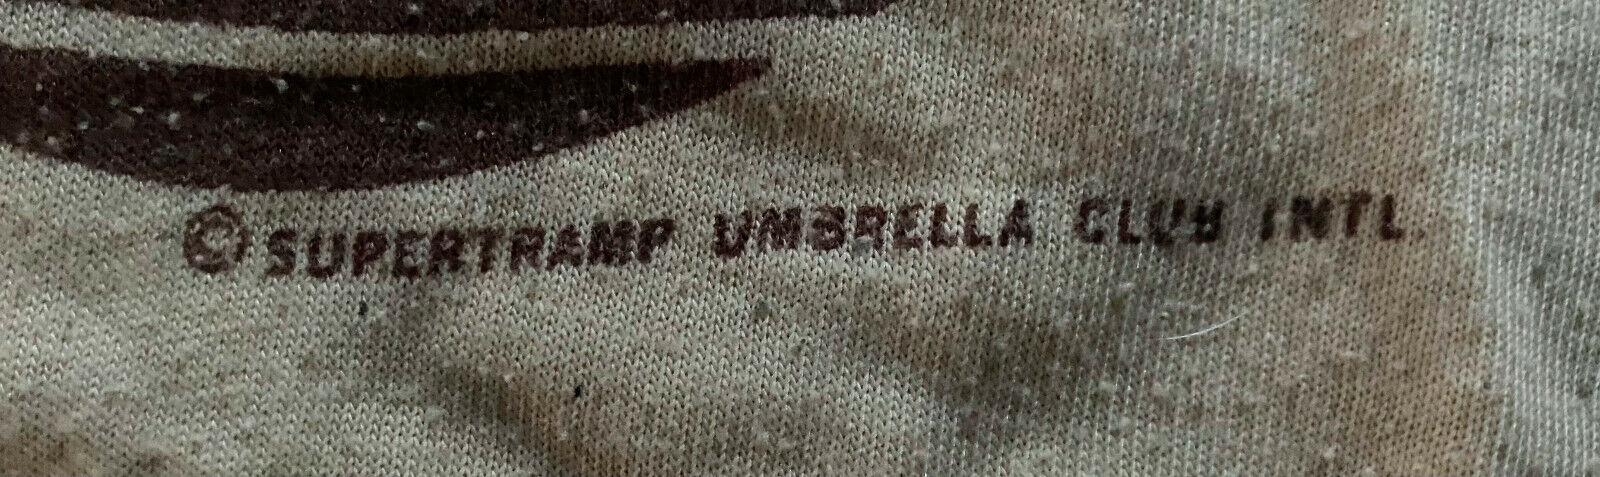 © SUPERTRAMP UMBRELLA CLUB INTL